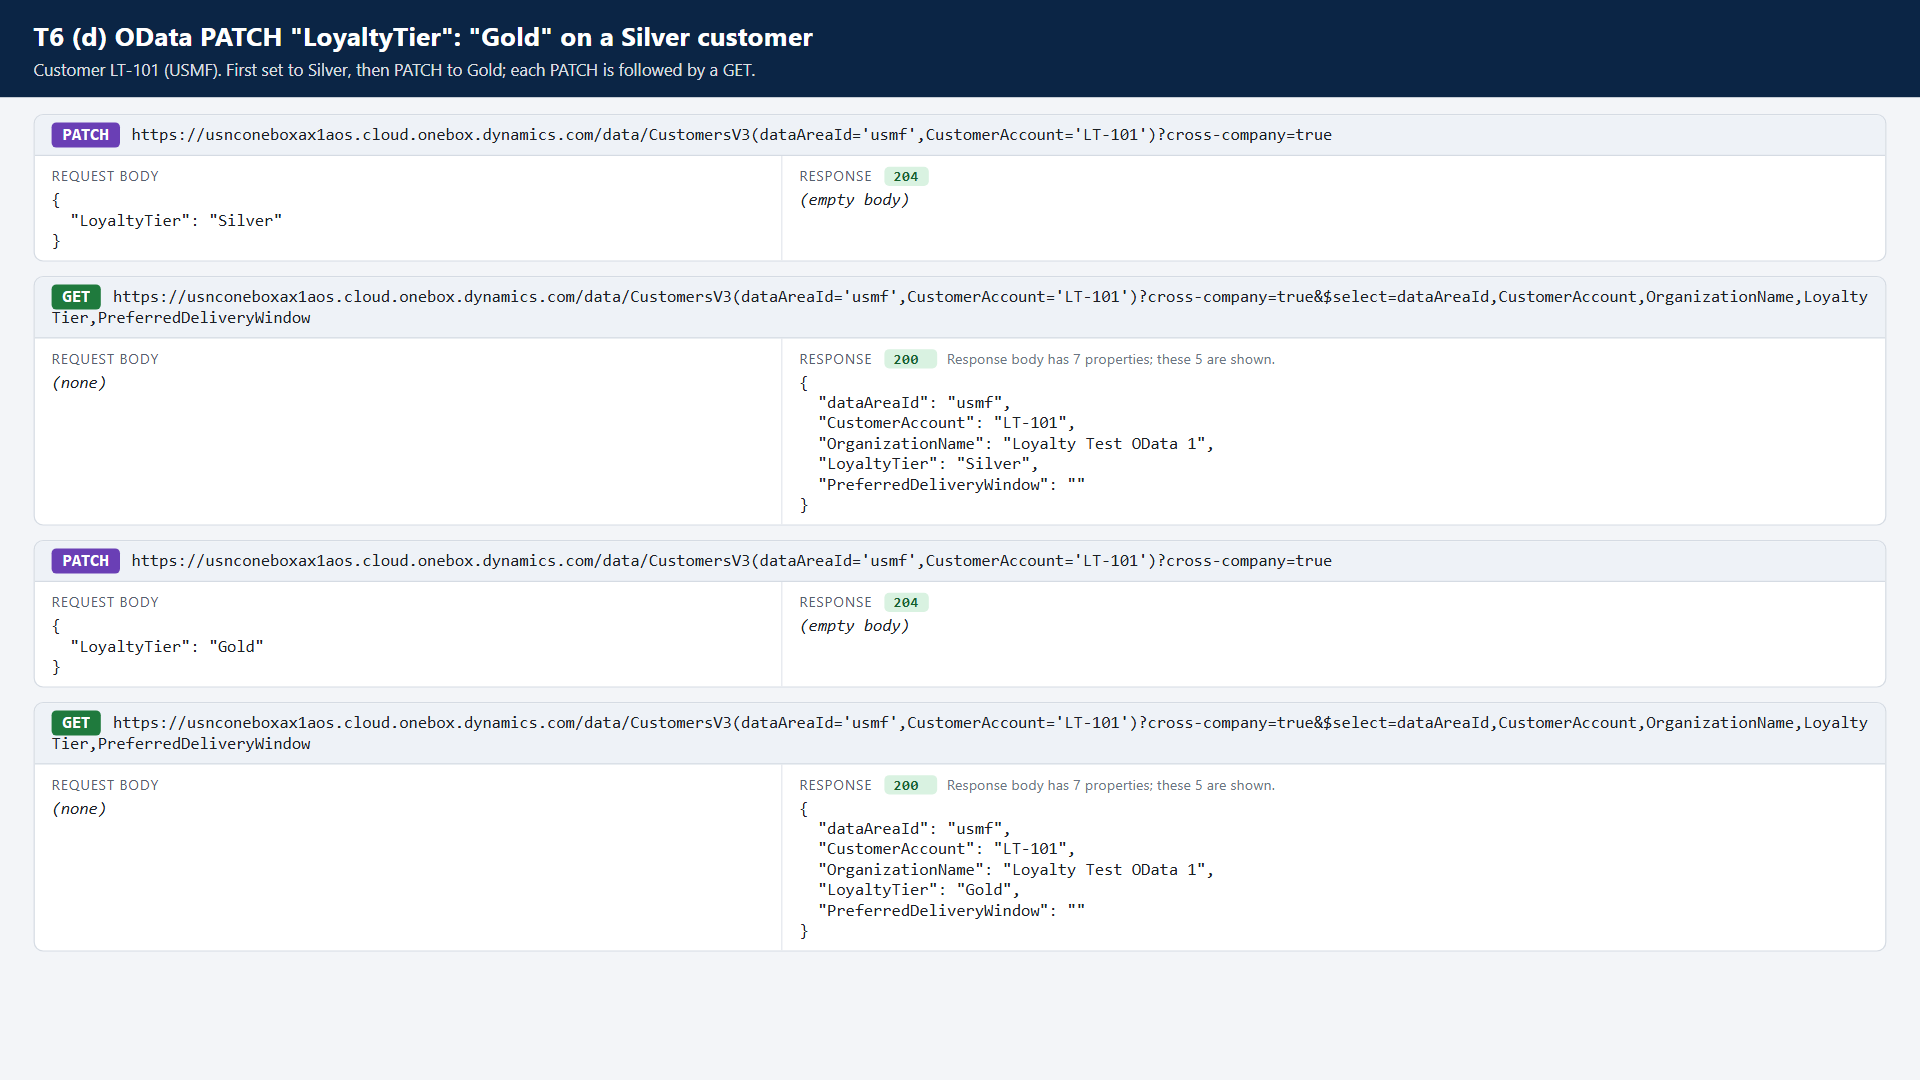 T6 (d) OData PATCH "LoyaltyTier": "Gold" on a Silver customer
Customer LT-101 (USMF). First set to Silver, then PATCH to Gold; each PATCH is followed by a GET.
PATCH https://usnconeboxax1aos.cloud.onebox.dynamics.com/data/CustomersV3(dataAreaId='usmf',CustomerAccount='LT-101')?cross-company=true
REQUEST BODY
{
"LoyaltyTier": "Silver"
}
RESPONSE 204
(empty body)
GET https://usnconeboxax1aos.cloud.onebox.dynamics.com/data/CustomersV3(dataAreaId='usmf',CustomerAccount='LT-101')?cross-company=true&$select=dataAreaId,CustomerAccount,OrganizationName,Loyalty
Tier,PreferredDeliveryWindow
REQUEST BODY
(none)
RESPONSE 200 Response body has 7 properties; these 5 are shown.
{
"dataAreaId": "usmf",
"CustomerAccount": "LT-101",
"OrganizationName": "Loyalty Test OData 1",
"LoyaltyTier": "Silver",
"PreferredDeliveryWindow": ""
}
PATCH https://usnconeboxax1aos.cloud.onebox.dynamics.com/data/CustomersV3(dataAreaId='usmf',CustomerAccount='LT-101')?cross-company=true
REQUEST BODY
{
"LoyaltyTier": "Gold"
}
RESPONSE 204
(empty body)
GET https://usnconeboxax1aos.cloud.onebox.dynamics.com/data/CustomersV3(dataAreaId='usmf',CustomerAccount='LT-101')?cross-company=true&$select=dataAreaId,CustomerAccount,OrganizationName,Loyalty
Tier,PreferredDeliveryWindow
REQUEST BODY
(none)
RESPONSE 200 Response body has 7 properties; these 5 are shown.
{
"dataAreaId": "usmf",
"CustomerAccount": "LT-101",
"OrganizationName": "Loyalty Test OData 1",
"LoyaltyTier": "Gold",
"PreferredDeliveryWindow": ""
}